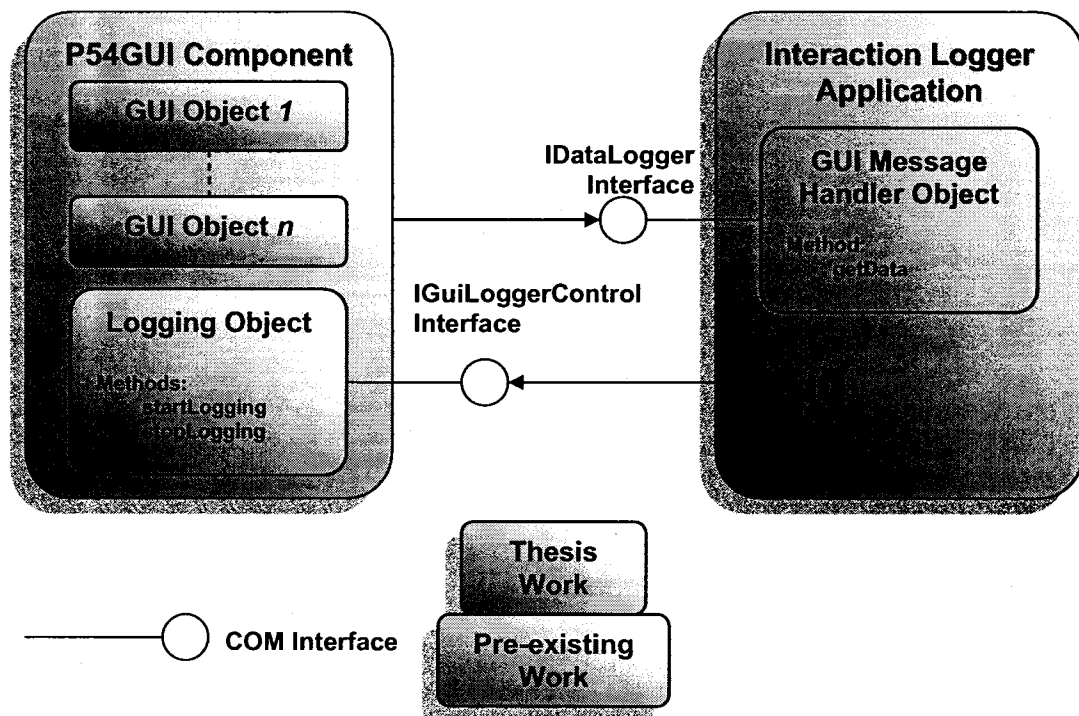 P54GUI Component
GUI Object 1
GUI Object n
Logging Object
Methods:
startLogging
stopLogging
IDataLogger
Interface
IGuiLoggerControl
Interface
Interaction Logger
Application
GUI Message
Handler Object
Method:
getData
Thesis
Work
COM Interface
Pre-existing
Work